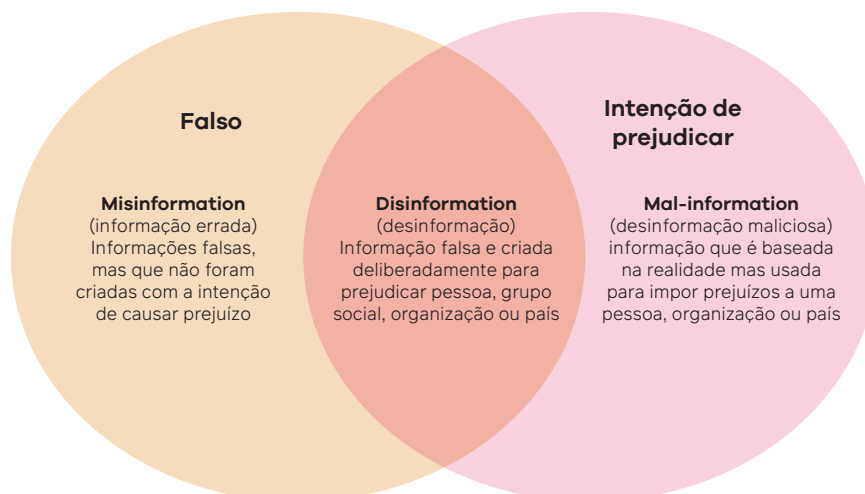 Falso
Intenção de
prejudicar
Misinformation
(informação errada)
Informações falsas,
mas que não foram
criadas com a intenção
de causar prejuízo
Disinformation
(desinformação)
Informação falsa e criada
deliberadamente para
prejudicar pessoa, grupo
social, organização ou país
Mal-information
(desinformação maliciosa)
informação que é baseada
na realidade mas usada
para impor prejuízos a uma
pessoa, organização ou país